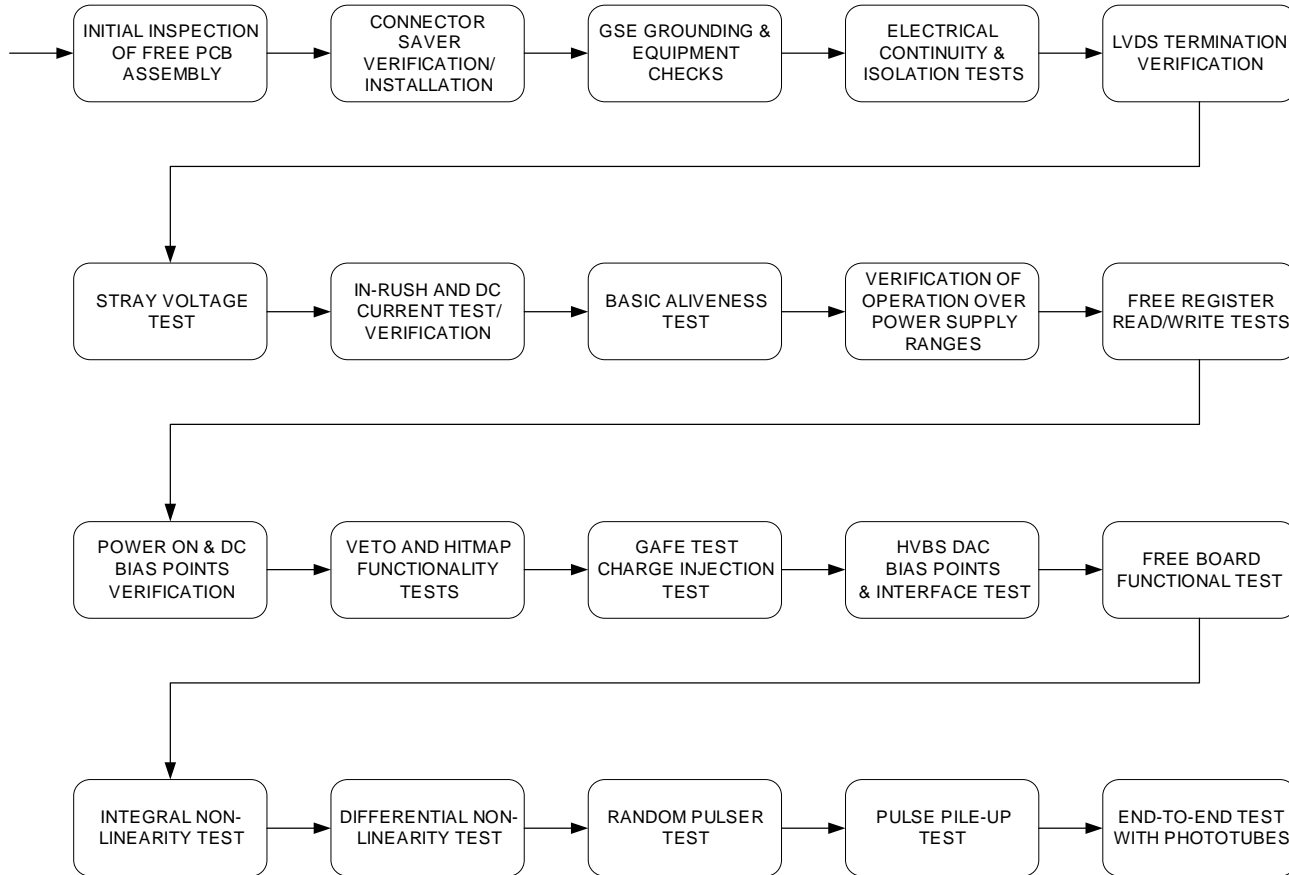 INITIAL INSPECTION
OF FREE PCB
ASSEMBLY
CONNECTOR
SAVER
VERIFICATION/
INSTALLATION
GSE GROUNDING &
EQUIPMENT
CHECKS
ELECTRICAL
CONTINUITY &
ISOLATION TESTS
LVDS TERMINATION
VERIFICATION
STRAY VOLTAGE
TEST
IN-RUSH AND DC
CURRENT TEST/
VERIFICATION
BASIC ALIVENESS
TEST
VERIFICATION OF
OPERATION OVER
POWER SUPPLY
RANGES
FREE REGISTER
READ/WRITE TESTS
POWER ON & DC
BIAS POINTS
VERIFICATION
VETO AND HITMAP
FUNCTIONALITY
TESTS
GAFE TEST
CHARGE INJECTION
TEST
HVBS DAC
BIAS POINTS
& INTERFACE TEST
FREE BOARD
FUNCTIONAL TEST
INTEGRAL NON-
LINEARITY TEST
DIFFERENTIAL NON-
LINEARITY TEST
RANDOM PULSER
TEST
PULSE PILE-UP
TEST
END-TO-END TEST
WITH PHOTOTUBES